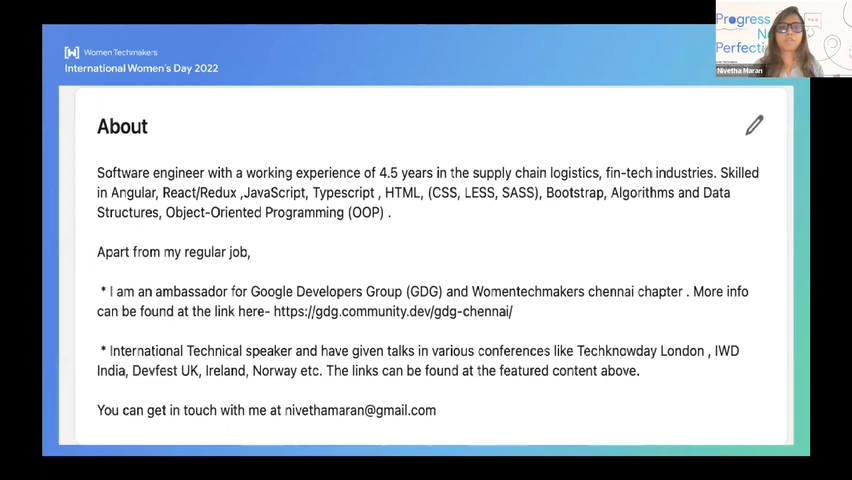 Women Techmakers
International Women's Day 2022
Progress
Perfecti
Nivetha Maran
About
Software engineer with a working experience of 4.5 years in the supply chain logistics, fin-tech industries. Skilled
in Angular, React/Redux ,JavaScript, Typescript , HTML, (CSS, LESS, SASS), Bootstrap, Algorithms and Data
Structures, Object-Oriented Programming (OOP) .
Apart from my regular job,
* I am an ambassador for Google Developers Group (GDG) and Womentechmakers chennai chapter . More info
can be found at the link here- https://gdg.community.dev/gdg-chennai/
* International Technical speaker and have given talks in various conferences like Techknowday London , IWD
India, Devfest UK, Ireland, Norway etc. The links can be found at the featured content above.
You can get in touch with me at nivethamaran@gmail.com